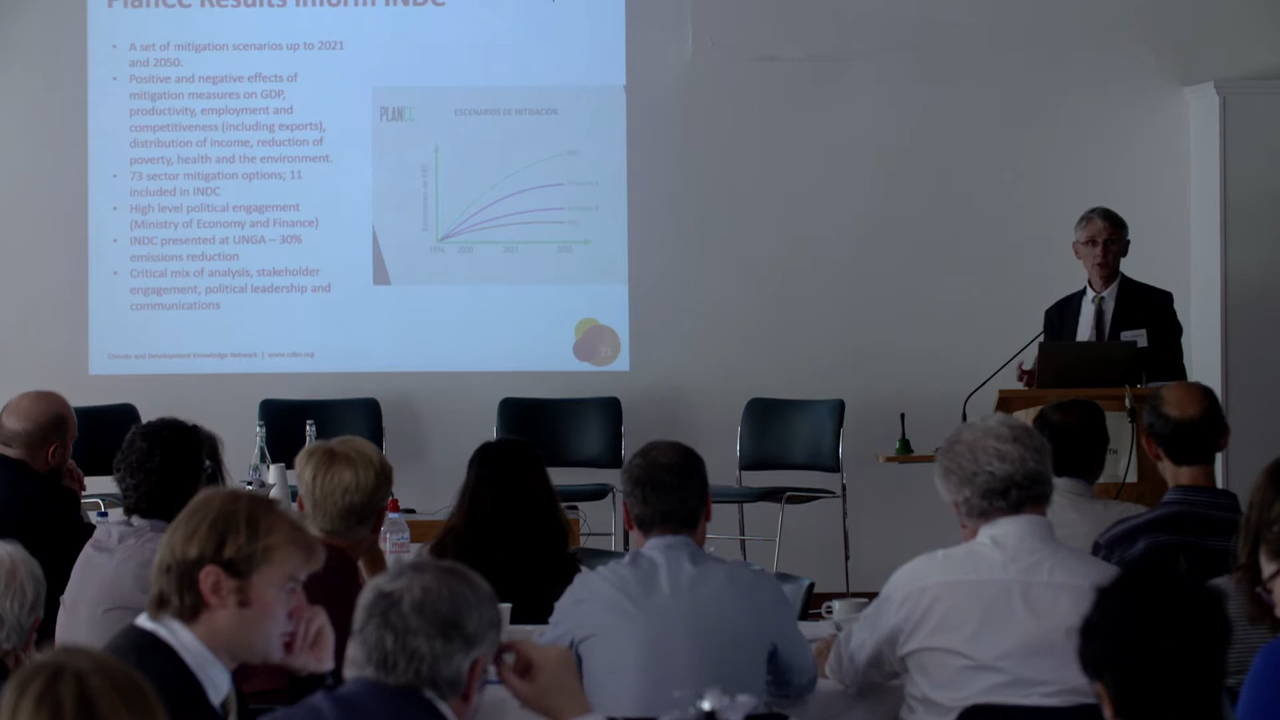 PlanCC Results Inform INDC
• A set of mitigation scenarios up to 2021
and 2050.
• Positive and negative effects of
mitigation measures on GDP,
productivity, employment and
competitiveness (including exports),
distribution of income, reduction of
poverty, health and the environment.
• 73 sector mitigation options; 11
included in INDC
• High level political engagement
(Ministry of Economy and Finance)
• INDC presented at UNGA – 30%
emissions reduction
• Critical mix of analysis, stakeholder
engagement, political leadership and
communications
PLANCC
ESCENARIOS DE MITIGACION
2000
2021
2050
Climate and Development Knowledge Network | www.cdkn.org